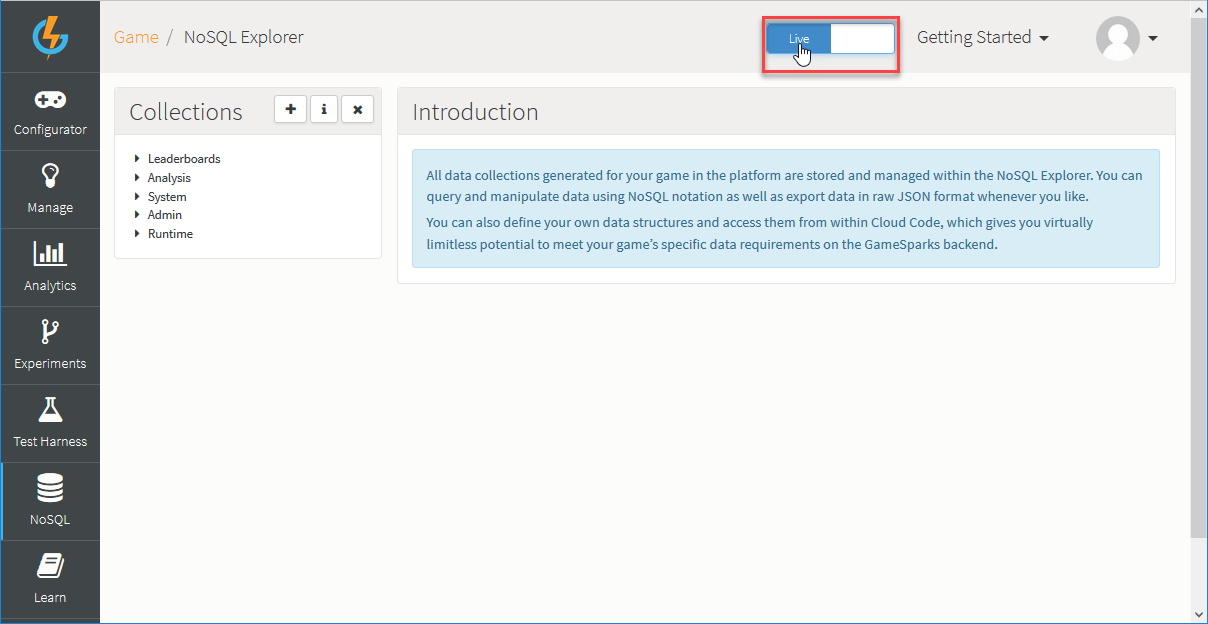 Game / NoSQL Explorer
Live
Getting Started
Configurator
Manage
Analytics
Experiments
Test Harness
NoSQL
Learn
Collections
Leaderboards
Analysis
System
Admin
Runtime
Introduction
All data collections generated for your game in the platform are stored and managed within the NoSQL Explorer. You can
query and manipulate data using NoSQL notation as well as export data in raw JSON format whenever you like.
You can also define your own data structures and access them from within Cloud Code, which gives you virtually
limitless potential to meet your game’s specific data requirements on the GameSparks backend.